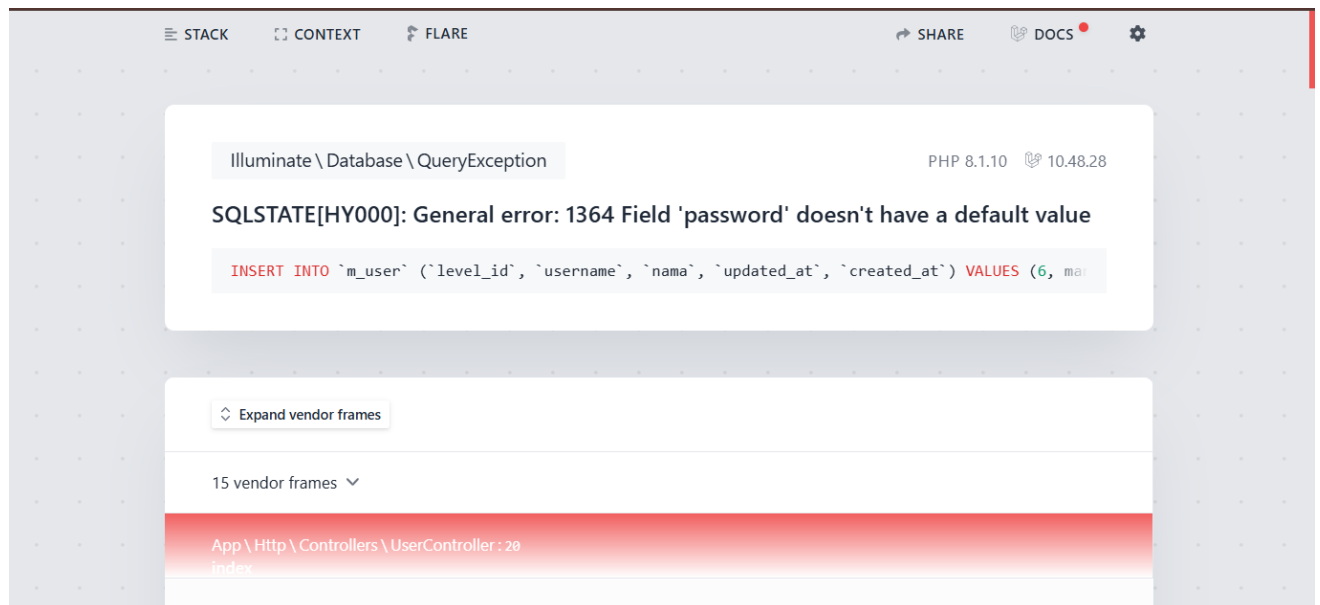 STACK CONTEXT FLARE SHARE DOCS
Illuminate \ Database \ QueryException PHP 8.1.10 10.48.28
SQLSTATE[HY000]: General error: 1364 Field 'password' doesn't have a default value
INSERT INTO `m_user` (`level_id`, `username`, `nama`, `updated_at`, `created_at`) VALUES (6,
Expand vendor frames
15 vendor frames
App \ Http \ Controllers \ UserController : 20
index